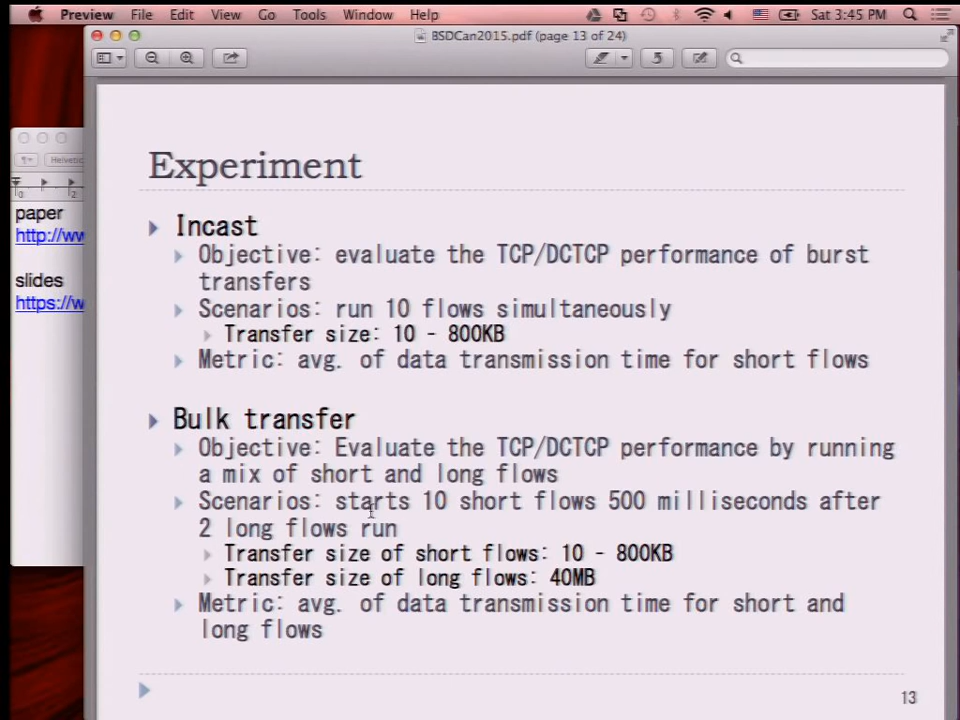 Preview File Edit View Go Tools Window Help
Sat 3:45 PM
BSDCan2015.pdf (page 13 of 24)
Helvetic
0 2
paper
http://ww
slides
https://w
Experiment
Incast
Objective: evaluate the TCP/DCTCP performance of burst
transfers
Scenarios: run 10 flows simultaneously
Transfer size: 10 - 800KB
Metric: avg. of data transmission time for short flows
Bulk transfer
Objective: Evaluate the TCP/DCTCP performance by running
a mix of short and long flows
Scenarios: starts 10 short flows 500 milliseconds after
2 long flows run
Transfer size of short flows: 10 - 800KB
Transfer size of long flows: 40MB
Metric: avg. of data transmission time for short and
long flows
13